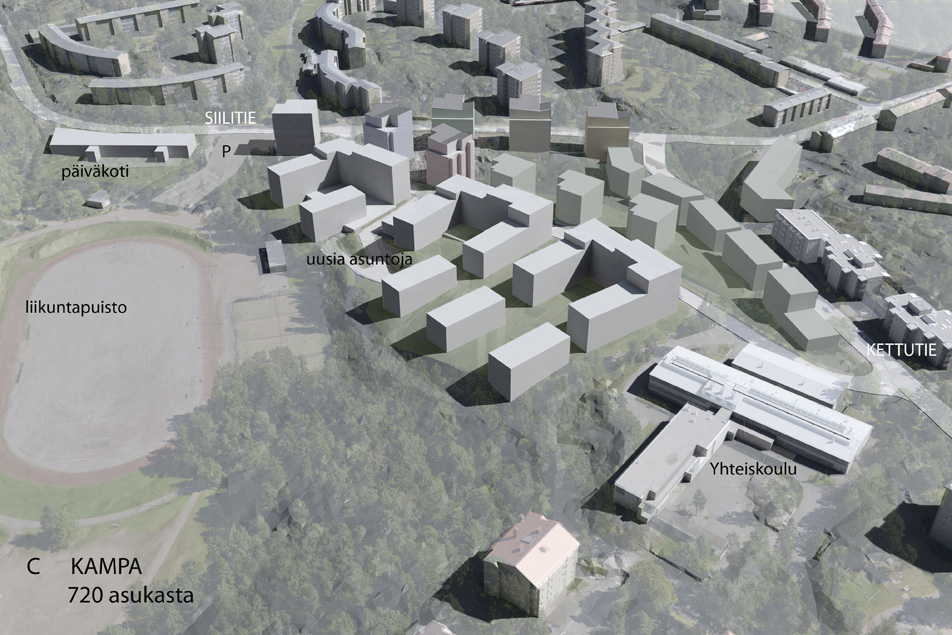 SIILITIE
P
päiväkoti
uusia asuntoja
liikuntapuisto
KETTUTIE
Yhteiskoulu
C KAMPA
720 asukasta